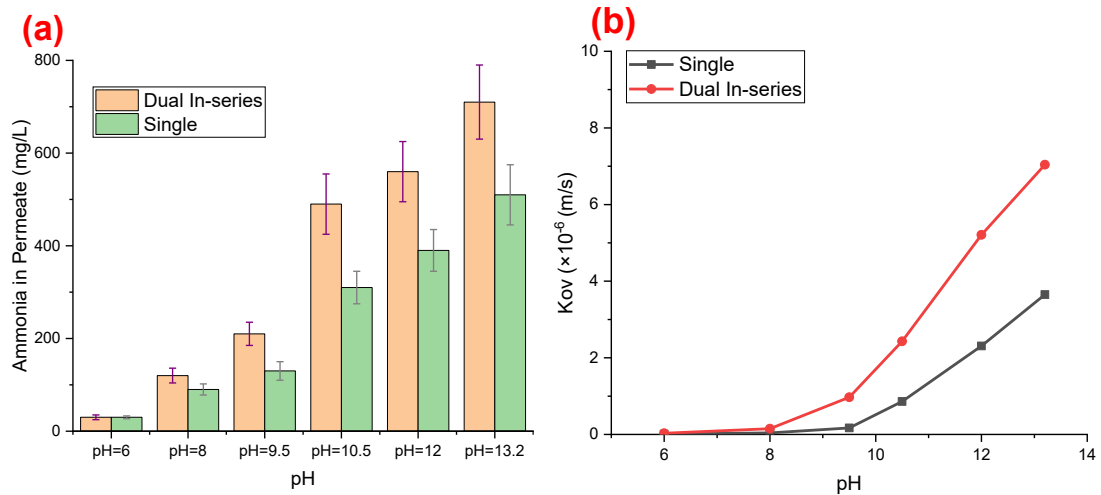 (a)
Ammonia in Permeate (mg/L)
800
600
400
200
0
Dual In-series
Single
pH=6 pH=8 pH=9.5 pH=10.5 pH=12 pH=13.2
pH
(b)
Kov (×10⁻⁶ (m/s)
10
8
6
4
2
0
Single
Dual In-series
6 8 10 12 14
pH